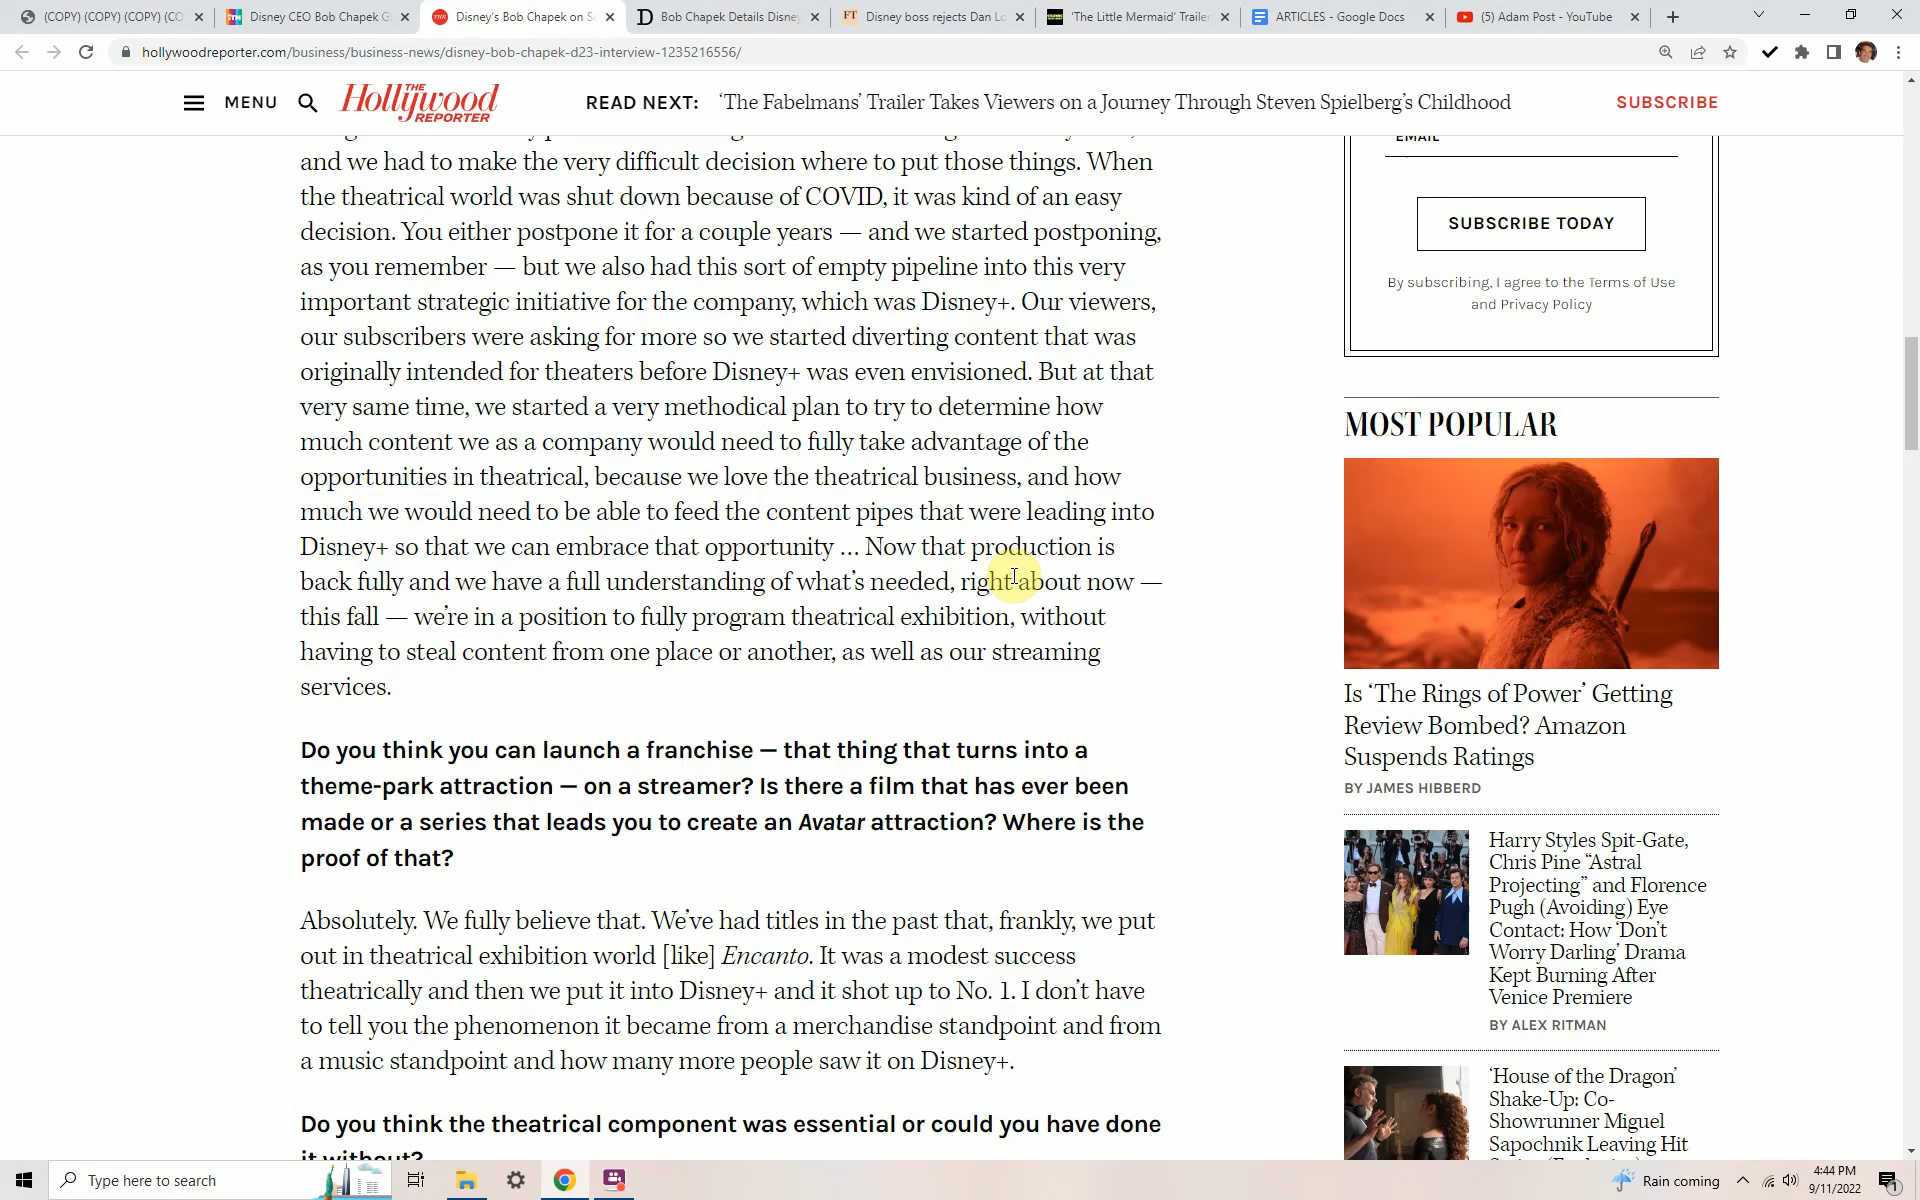 (COPY) (COPY) (COPY) (CO
Disney CEO Bob Chapek G
Disney's Bob Chapek on S
Bob Chapek Details Disne
Disney boss rejects Dan Lo
'The Little Mermaid' Trailer
ARTICLES - Google Docs
(5) Adam Post - YouTube
hollywoodreporter.com/business/business-news/disney-bob-chapek-d23-interview-1235216556/
MENU
THE
Hollywood
REPORTER
READ NEXT: 'The Fabelmans' Trailer Takes Viewers on a Journey Through Steven Spielberg's Childhood
SUBSCRIBE
and we had to make the very difficult decision where to put those things. When
the theatrical world was shut down because of COVID, it was kind of an easy
decision. You either postpone it for a couple years — and we started postponing,
as you remember — but we also had this sort of empty pipeline into this very
important strategic initiative for the company, which was Disney+. Our viewers,
our subscribers were asking for more so we started diverting content that was
originally intended for theaters before Disney+ was even envisioned. But at that
very same time, we started a very methodical plan to try to determine how
much content we as a company would need to fully take advantage of the
opportunities in theatrical, because we love the theatrical business, and how
much we would need to be able to feed the content pipes that were leading into
Disney+ so that we can embrace that opportunity … Now that production is
back fully and we have a full understanding of what's needed, right about now —
this fall — we're in a position to fully program theatrical exhibition, without
having to steal content from one place or another, as well as our streaming
services.
Do you think you can launch a franchise — that thing that turns into a
theme-park attraction — on a streamer? Is there a film that has ever been
made or a series that leads you to create an Avatar attraction? Where is the
proof of that?
Absolutely. We fully believe that. We've had titles in the past that, frankly, we put
out in theatrical exhibition world [like] Encanto. It was a modest success
theatrically and then we put it into Disney+ and it shot up to No. 1. I don't have
to tell you the phenomenon it became from a merchandise standpoint and from
a music standpoint and how many more people saw it on Disney+.
Do you think the theatrical component was essential or could you have done
it without?
EMAIL
SUBSCRIBE TODAY
By subscribing, I agree to the Terms of Use
and Privacy Policy
MOST POPULAR
Is 'The Rings of Power' Getting
Review Bombed? Amazon
Suspends Ratings
BY JAMES HIBBERD
Harry Styles Spit-Gate,
Chris Pine "Astral
Projecting" and Florence
Pugh (Avoiding) Eye
Contact: How 'Don't
Worry Darling' Drama
Kept Burning After
Venice Premiere
BY ALEX RITMAN
'House of the Dragon'
Shake-Up: Co-
Showrunner Miguel
Sapochnik Leaving Hit
Type here to search
Rain coming
4:44 PM
9/11/2022
1